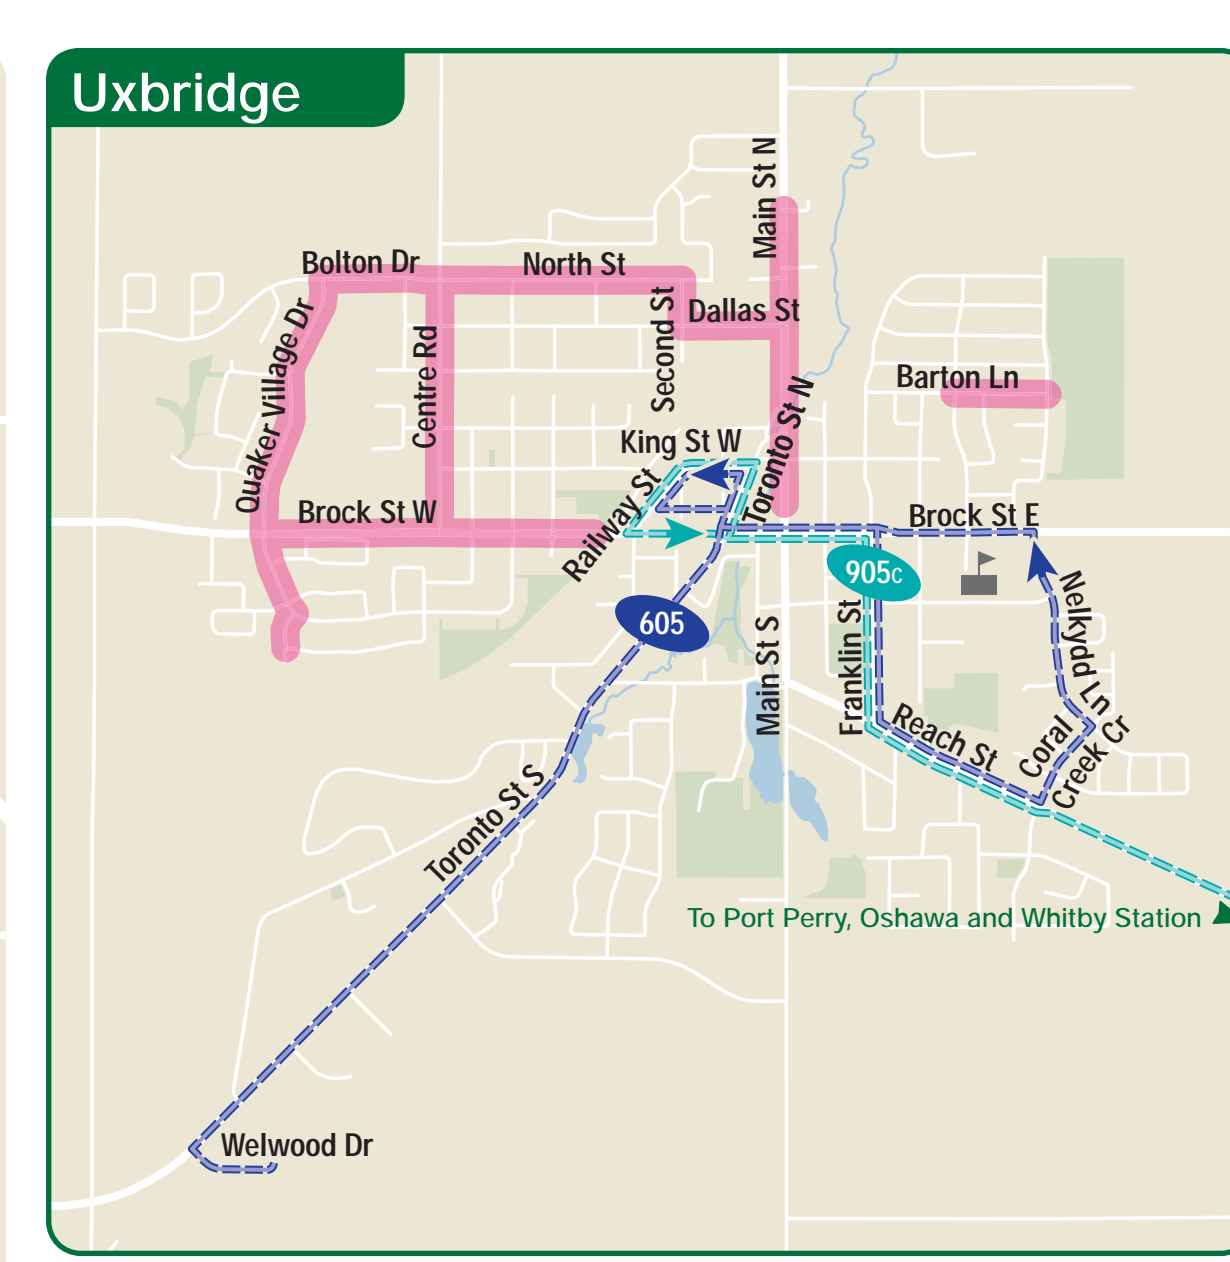 Uxbridge
Main St N
Bolton Dr
North St
Second St
Dallas St
Quaker Village Dr
Centre Rd
Barton Ln
Toronto St N
King St W
Railway St
Brock St W
Brock St E
905C
Nelkydd Ln
605
Franklin St
Main St S
Reach St
Coral
Creek Cr
Toronto St S
To Port Perry, Oshawa and Whitby Station
Welwood Dr